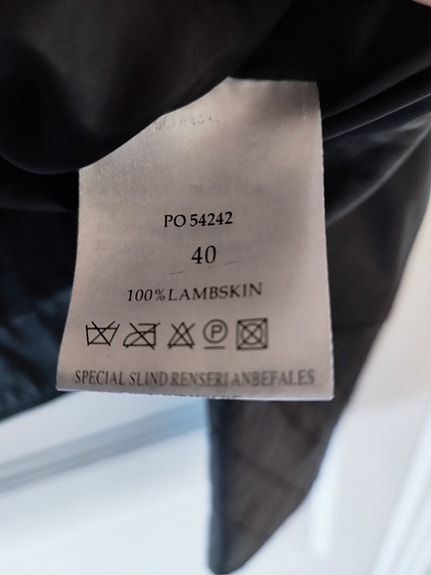 PO 54242
40
100% LAMBSKIN
P
SPECIAL SLIND RENSERI ANBEFALES